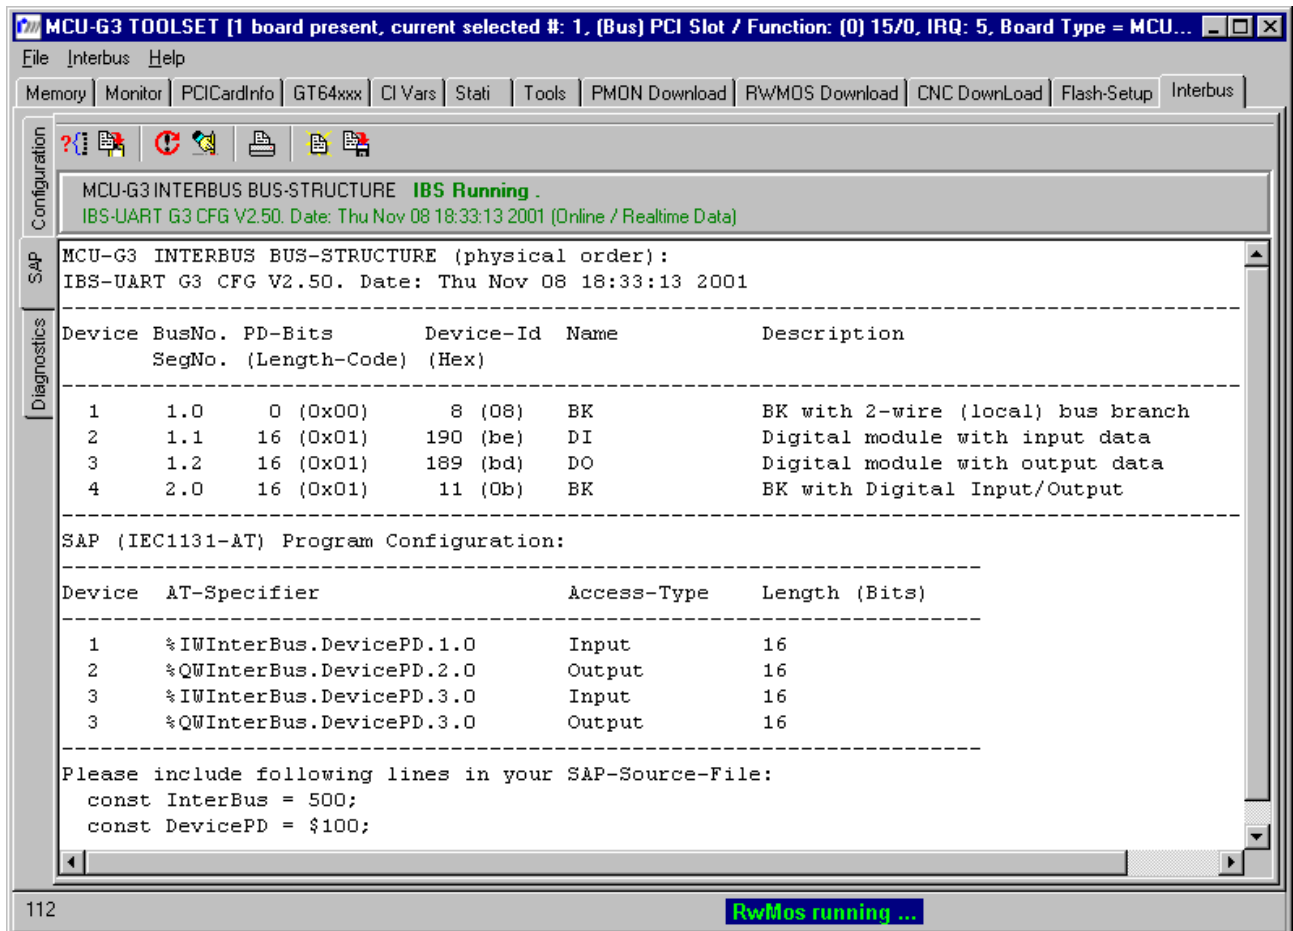 MCU-G3 TOOLSET [1 board present, current selected #: 1, (Bus) PCI Slot / Function: (0) 15/0, IRQ: 5, Board Type = MCU...
File Interbus Help
Memory Monitor PCICardInfo GT64xxx CI Vars Stati Tools PMON Download RWMOS Download CNC DownLoad Flash-Setup Interbus
Configuration
SAP
Diagnostics
MCU-G3 INTERBUS BUS-STRUCTURE IBS Running .
IBS-UART G3 CFG V2.50. Date: Thu Nov 08 18:33:13 2001 (Online / Realtime Data)
MCU-G3 INTERBUS BUS-STRUCTURE (physical order):
IBS-UART G3 CFG V2.50. Date: Thu Nov 08 18:33:13 2001
Device BusNo. PD-Bits Device-Id Name Description
SegNo. (Length-Code) (Hex)
1 1.0 0 (0x00) 8 (08) BK BK with 2-wire (local) bus branch
2 1.1 16 (0x01) 190 (be) DI Digital module with input data
3 1.2 16 (0x01) 189 (bd) DO Digital module with output data
4 2.0 16 (0x01) 11 (0b) BK BK with Digital Input/Output
SAP (IEC1131-AT) Program Configuration:
Device AT-Specifier Access-Type Length (Bits)
1 %IWInterBus.DevicePD.1.0 Input 16
2 %QWInterBus.DevicePD.2.0 Output 16
3 %IWInterBus.DevicePD.3.0 Input 16
3 %QWInterBus.DevicePD.3.0 Output 16
Please include following lines in your SAP-Source-File:
const InterBus = 500;
const DevicePD = $100;
112
RwMos running ...